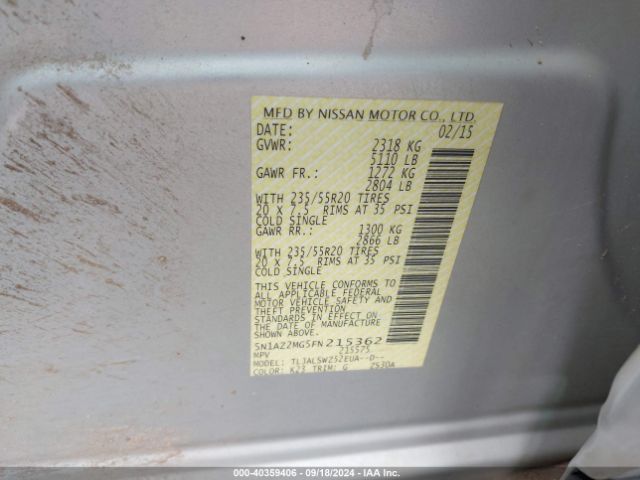 MFD BY NISSAN MOTOR CO., LTD.
DATE: 02/15
GVWR: 2318 KG
5110 LB
GAWR FR.: 1272 KG
2804 LB
WITH 235/55R20 TIRES
20 X 7.5 RIMS AT 35 PSI
COLD SINGLE
GAWR RR.: 1300 KG
2866 LB
WITH 235/55R20 TIRES
20 X 7.5 RIMS AT 35 PSI
COLD SINGLE
THIS VEHICLE CONFORMS TO
ALL APPLICABLE FEDERAL
MOTOR VEHICLE SAFETY AND
THEFT PREVENTION
STANDARDS IN EFFECT ON
THE DATE OF MANUFACTURE
SHOWN ABOVE.
5N1AZ2MG5FN215362
MPV 215575
MODEL: TLJALSWZ52EUA--D--
COLOR: K23 TRIM: G Z530A
000-40359406 - 09/18/2024 - IAA Inc.